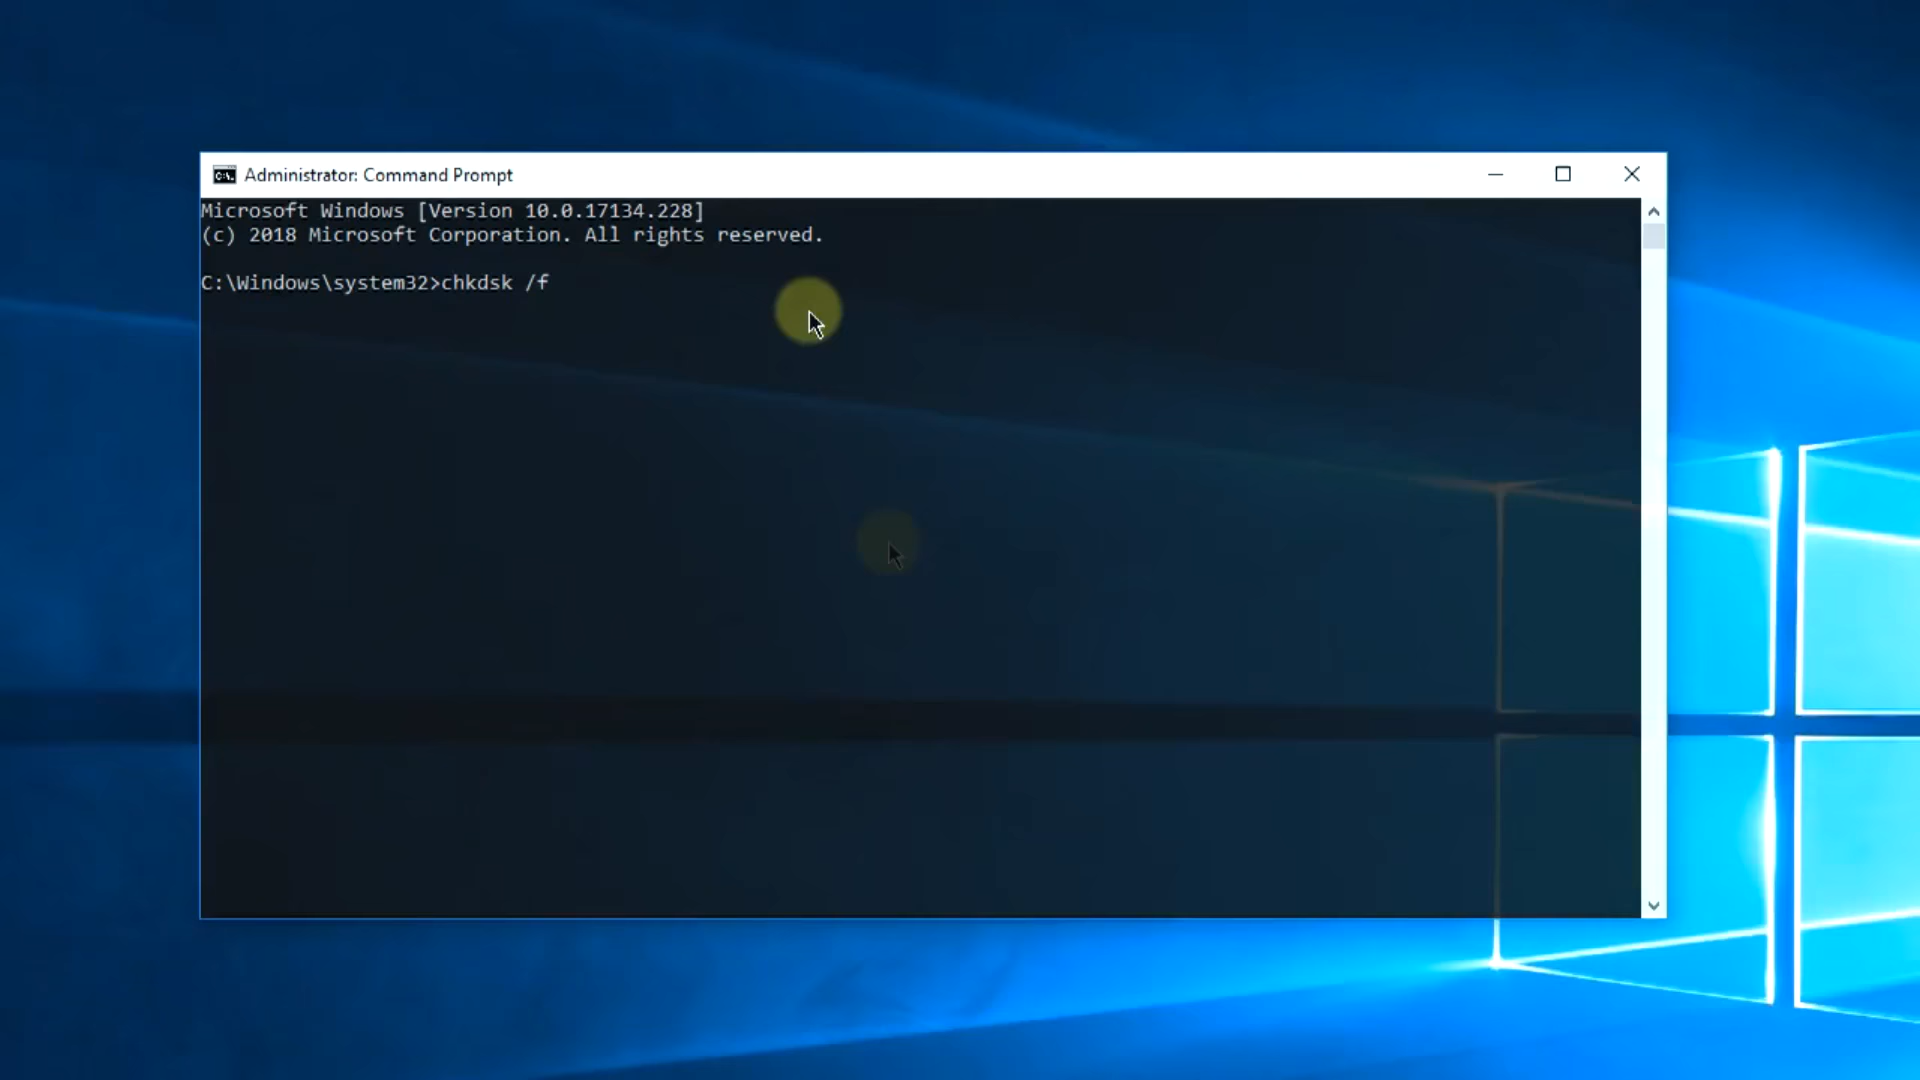 Administrator: Command Prompt
Microsoft Windows [Version 10.0.17134.228]
(c) 2018 Microsoft Corporation. All rights reserved.
C:\Windows\system32>chkdsk /f